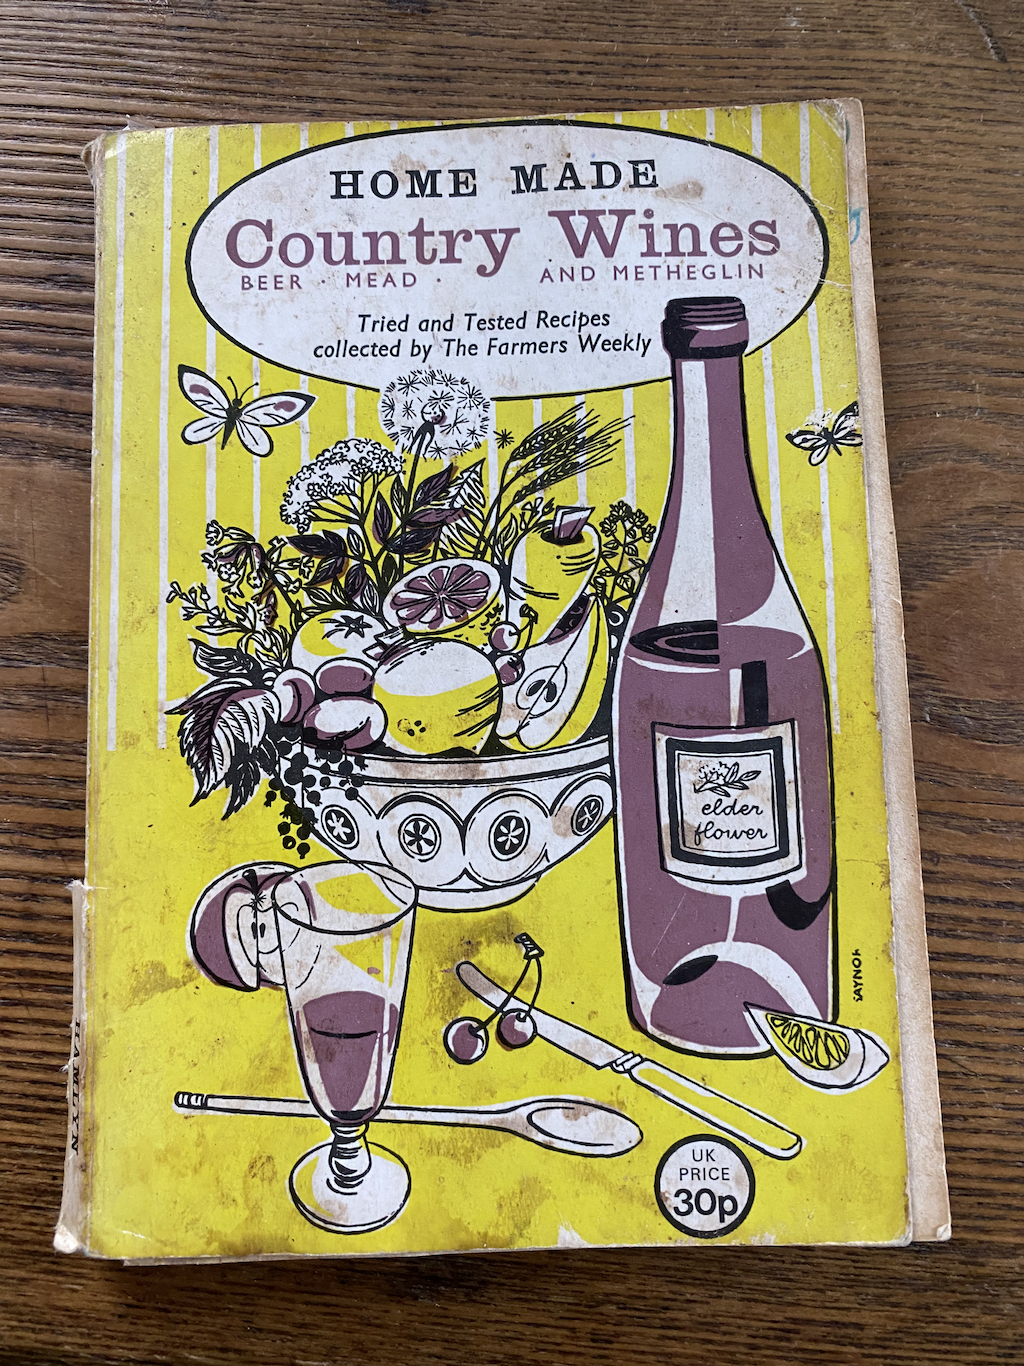 HOME MADE
Country Wines
BEER · MEAD · AND METHEGLIN
Tried and Tested Recipes
collected by The Farmers Weekly
elder
flower
SAYNOR
UK
PRICE
30p
HAMLYN